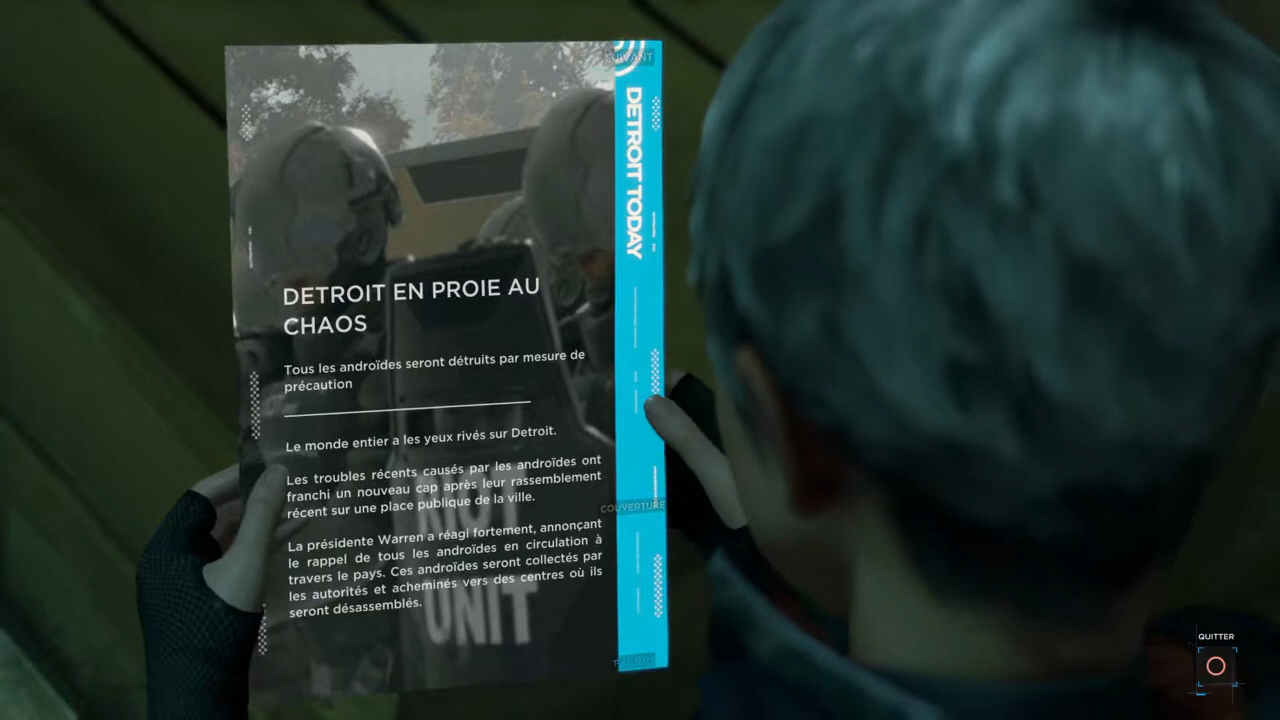 SUIVANT
DETROIT TODAY
DETROIT EN PROIE AU
CHAOS
Tous les androïdes seront détruits par mesure de
précaution
Le monde entier a les yeux rivés sur Detroit.
Les troubles récents causés par les androïdes ont
franchi un nouveau cap après leur rassemblement
récent sur une place publique de la ville.
La présidente Warren a réagi fortement, annonçant
le rappel de tous les androïdes en circulation à
travers le pays. Ces androïdes seront collectés par
les autorités et acheminés vers des centres où ils
seront désassemblés.
COUVERTURE
UNIT
QUITTER